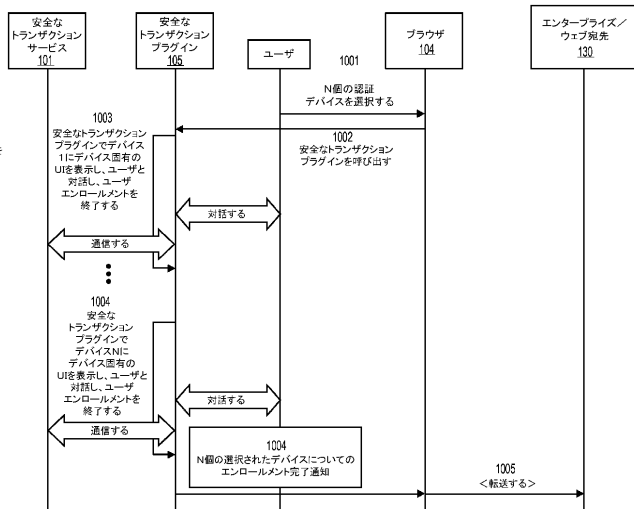 安全な
トランザクション
サービス
101
安全な
トランザクション
プラグイン
105
ユーザ
ブラウザ
104
エンタープライズ／
ウェブ宛先
130
1001
N個の認証
デバイスを選択する
1002
安全なトランザクション
プラグインを呼び出す
1003
安全なトランザクション
プラグインでデバイス
1にデバイス固有の
UIを表示し、ユーザと
対話し、ユーザ
エンロールメントを
終了する
対話する
通信する
1004
安全な
トランザクション
プラグインで
デバイスNに
デバイス固有の
UIを表示し、ユーザと
対話し、ユーザ
エンロールメントを
終了する
対話する
通信する
1004
N個の選択されたデバイスについての
エンロールメント完了通知
1005
＜転送する＞